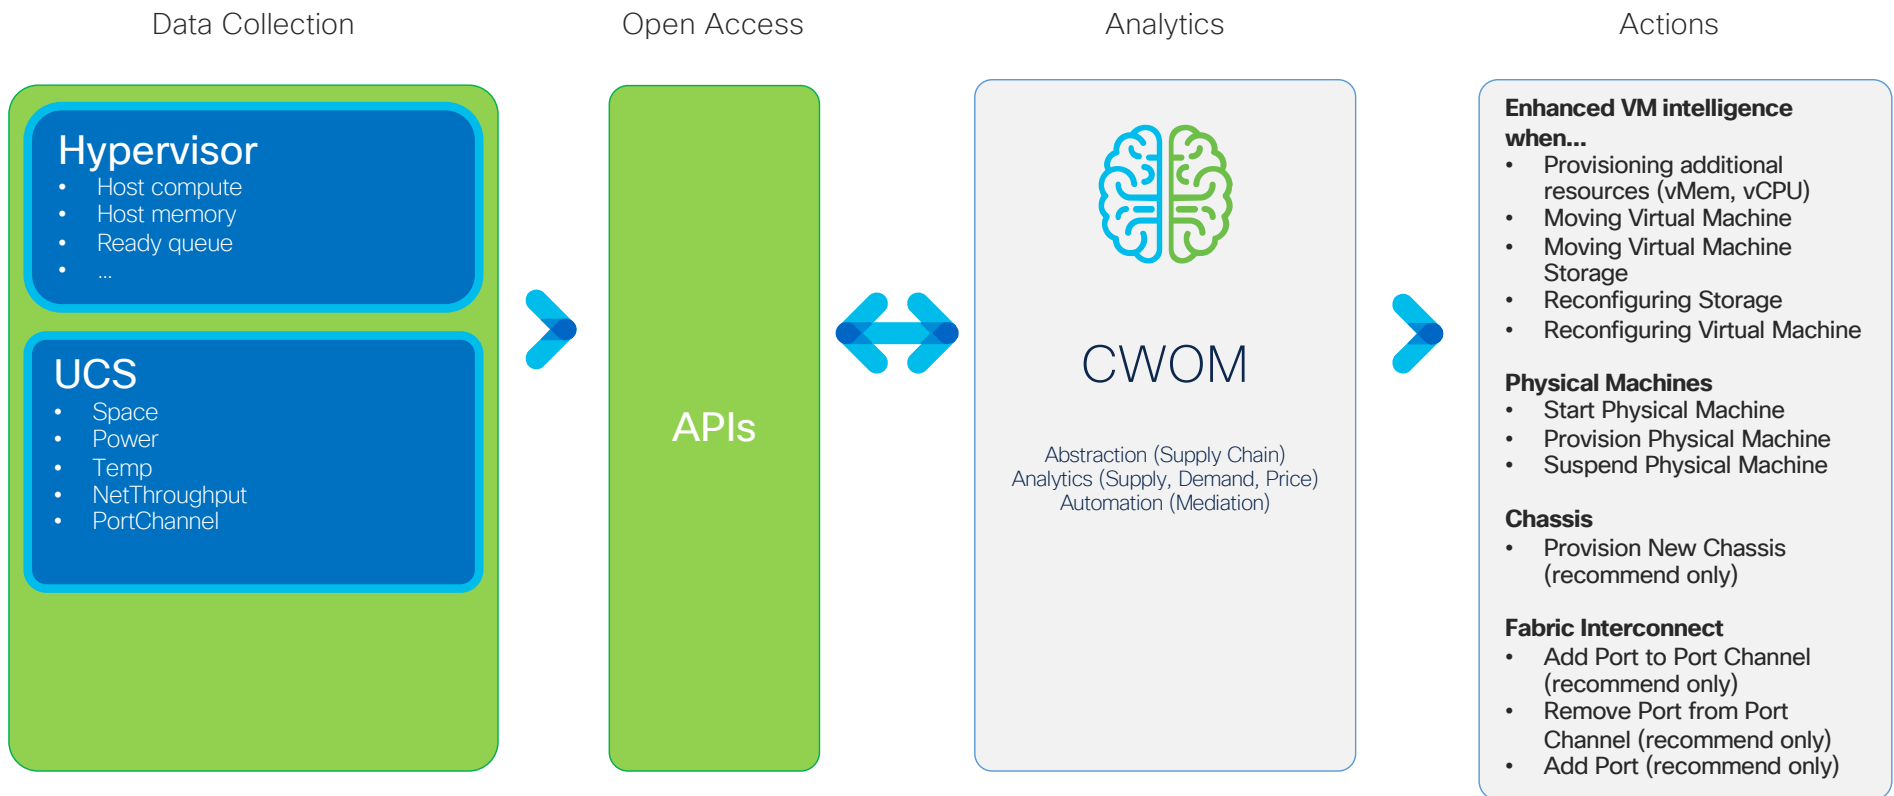 Data Collection
Open Access
Analytics
Actions
Hypervisor
• Host compute
• Host memory
• Ready queue
• ...
UCS
• Space
• Power
• Temp
• NetThroughput
• PortChannel
APIs
CWOM
Abstraction (Supply Chain)
Analytics (Supply, Demand, Price)
Automation (Mediation)
Enhanced VM intelligence
when...
• Provisioning additional
resources (vMem, vCPU)
• Moving Virtual Machine
• Moving Virtual Machine
Storage
• Reconfiguring Storage
• Reconfiguring Virtual Machine
Physical Machines
• Start Physical Machine
• Provision Physical Machine
• Suspend Physical Machine
Chassis
• Provision New Chassis
(recommend only)
Fabric Interconnect
• Add Port to Port Channel
(recommend only)
• Remove Port from Port
Channel (recommend only)
• Add Port (recommend only)